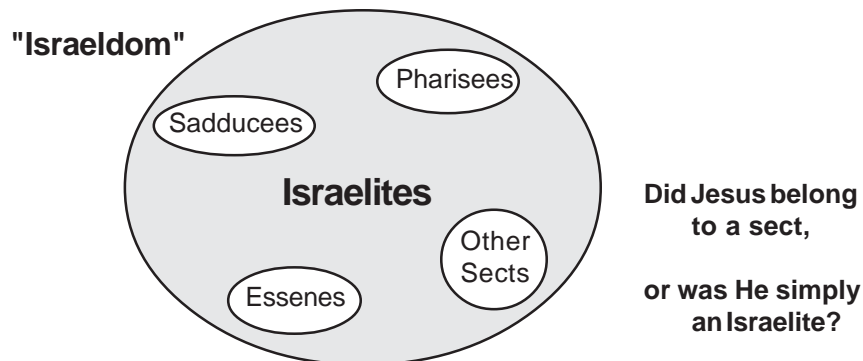 "Israeldom"
Pharisees
Sadducees
Israelites
Other
Sects
Essenes
Did Jesus belong
to a sect,
or was He simply
an Israelite?